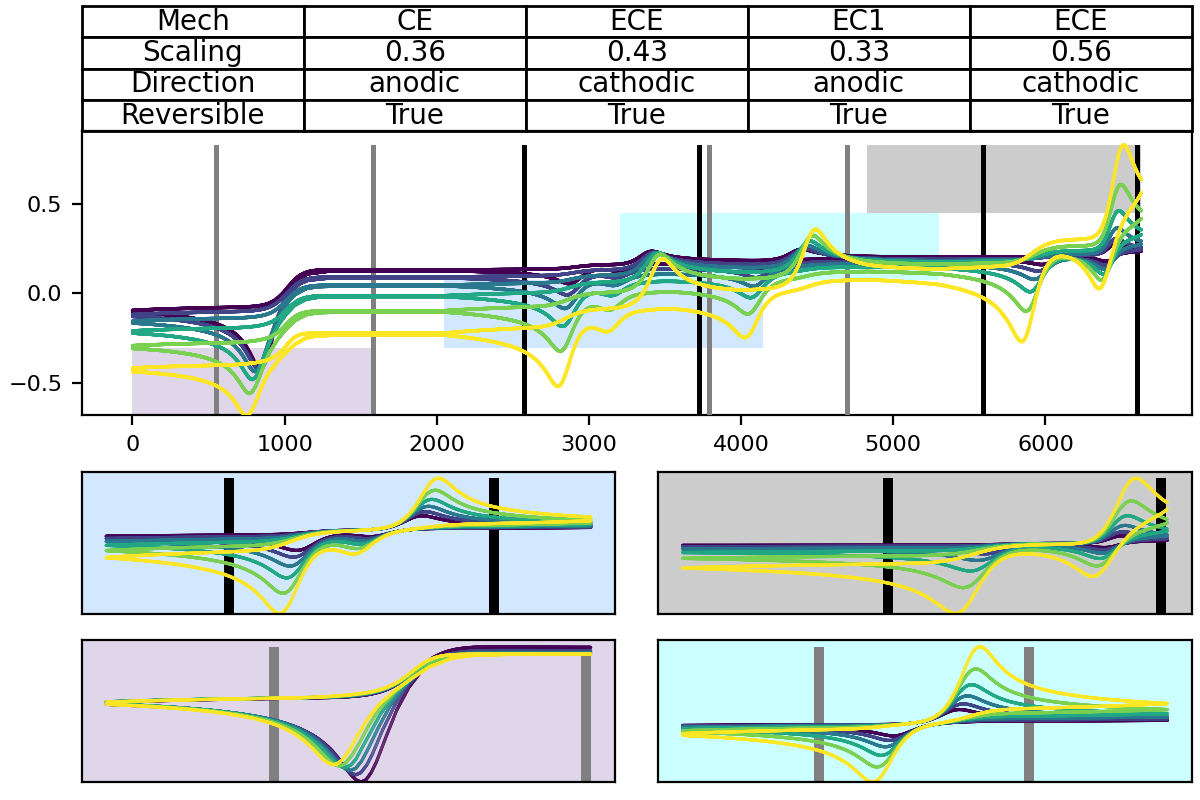 Mech CE ECE EC1 ECE
Scaling 0.36 0.43 0.33 0.56
Direction anodic cathodic anodic cathodic
Reversible True True True True
0.5
0.0
−0.5
0 1000 2000 3000 4000 5000 6000